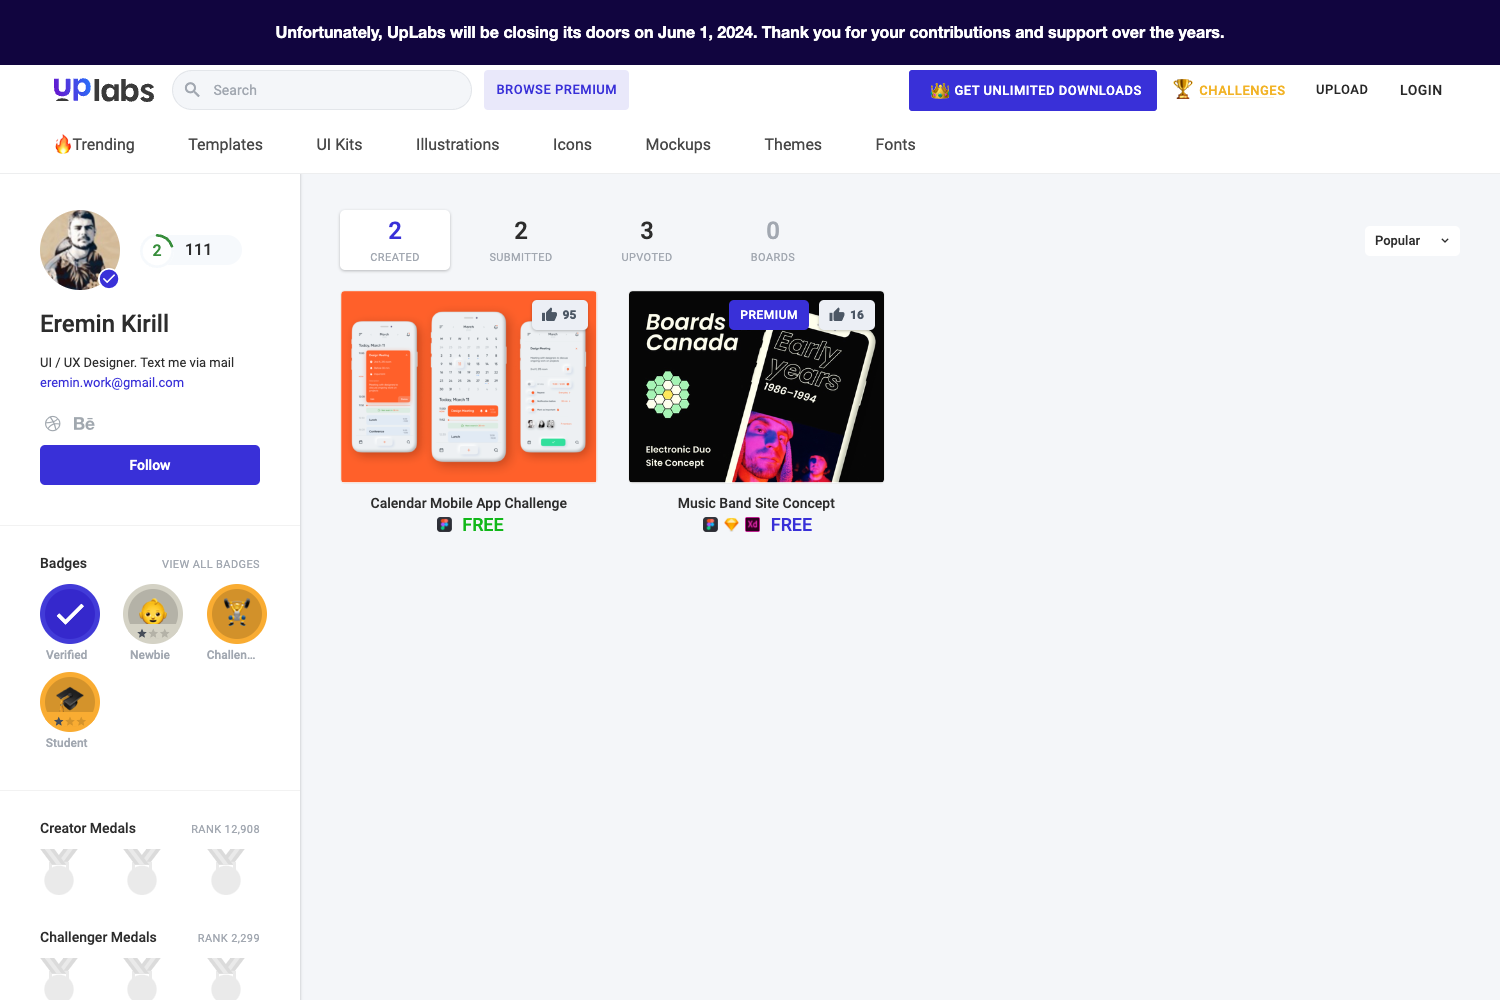 Unfortunately, UpLabs will be closing its doors on June 1, 2024. Thank you for your contributions and support over the years.
uplabs
Search
BROWSE PREMIUM
GET UNLIMITED DOWNLOADS
CHALLENGES
UPLOAD
LOGIN
Trending
Templates
UI Kits
Illustrations
Icons
Mockups
Themes
Fonts
2
111
Eremin Kirill
UI / UX Designer. Text me via mail
eremin.work@gmail.com
Bē
Follow
Badges
VIEW ALL BADGES
Verified
Newbie
Challen...
Student
Creator Medals
RANK 12,908
Challenger Medals
RANK 2,299
2
CREATED
2
SUBMITTED
3
UPVOTED
0
BOARDS
Popular
95
Calendar Mobile App Challenge
FREE
PREMIUM
16
Boards
Canada
Early
years
1986–1994
Electronic Duo
Site Concept
Music Band Site Concept
Xd
FREE